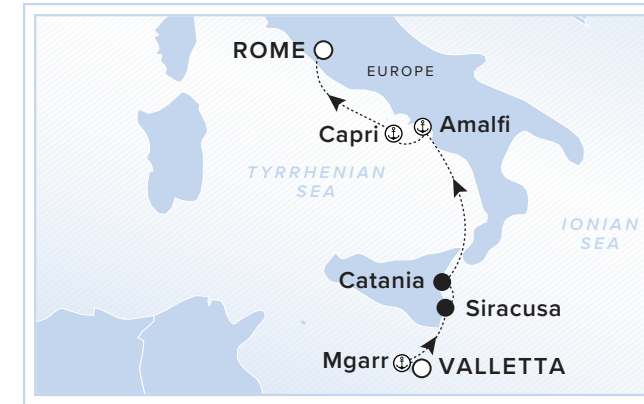 ROME
EUROPE
Capri
Amalfi
TYRRHENIAN
SEA
IONIAN
SEA
Catania
Siracusa
Mgarr
VALLETTA